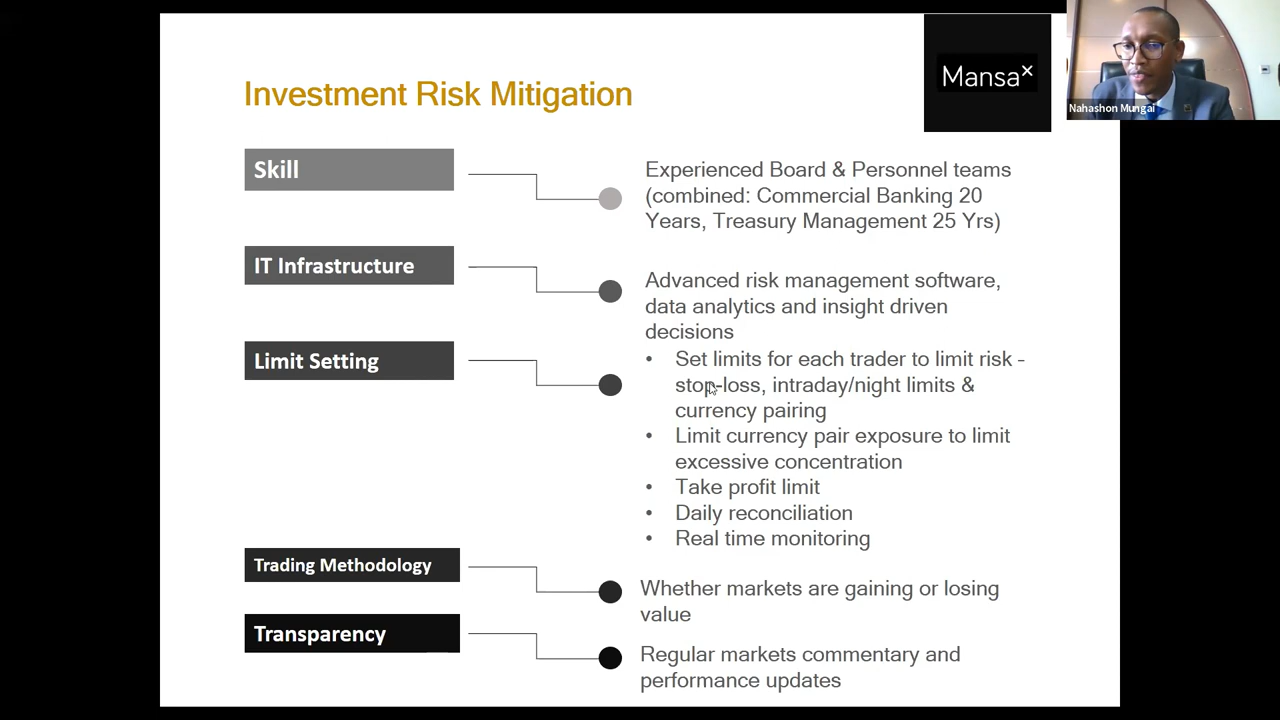 Investment Risk Mitigation
Mansaˣ
Nahashon Mungai
Skill
Experienced Board & Personnel teams
(combined: Commercial Banking 20
Years, Treasury Management 25 Yrs)
IT Infrastructure
Advanced risk management software,
data analytics and insight driven
decisions
Limit Setting
• Set limits for each trader to limit risk -
stop-loss, intraday/night limits &
currency pairing
• Limit currency pair exposure to limit
excessive concentration
• Take profit limit
• Daily reconciliation
• Real time monitoring
Trading Methodology
Whether markets are gaining or losing
value
Transparency
Regular markets commentary and
performance updates